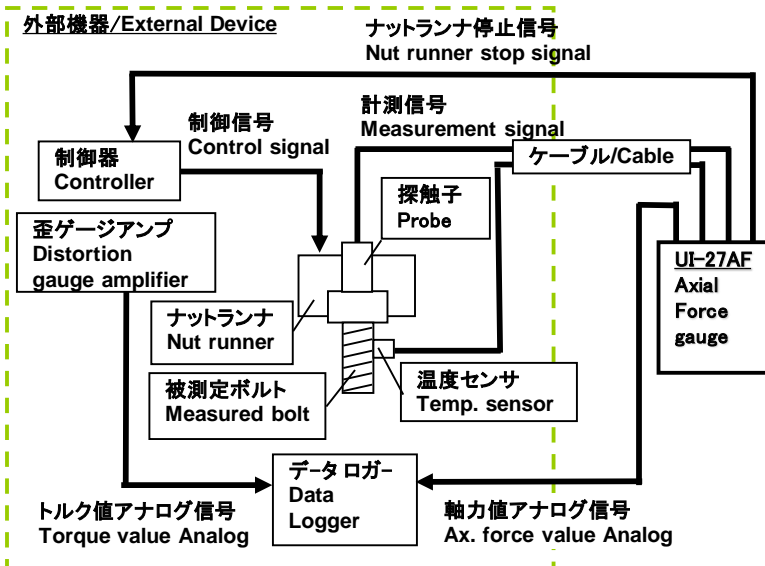 外部機器/External Device
ナットランナ停止信号
Nut runner stop signal
制御信号
Control signal
計測信号
Measurement signal
制御器
Controller
ケーブル/Cable
探触子
Probe
歪ゲージアンプ
Distortion
gauge amplifier
UI-27AF
Axial
Force
gauge
ナットランナ
Nut runner
被測定ボルト
Measured bolt
温度センサ
Temp. sensor
データロガー
Data
Logger
トルク値アナログ信号
Torque value Analog
軸力値アナログ信号
Ax. force value Analog